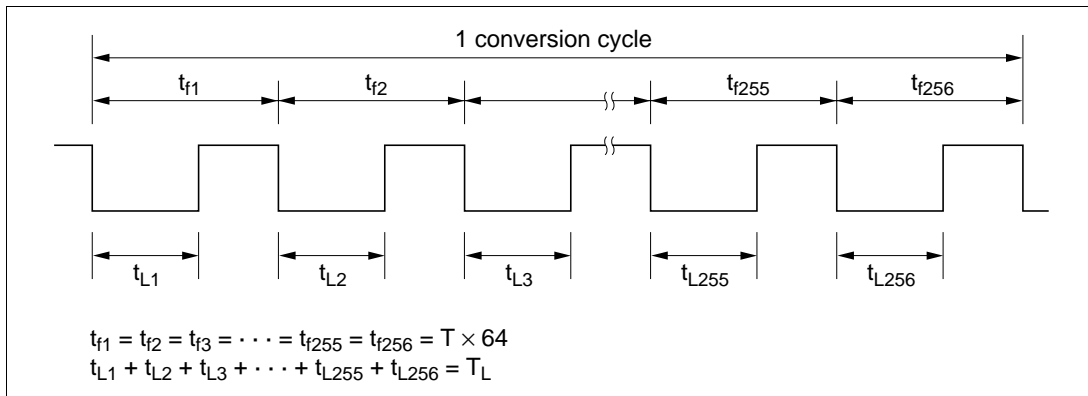 1 conversion cycle
tf1 tf2 tf255 tf256
tL1 tL2 tL3 tL255 tL256
tf1 = tf2 = tf3 = · · · = tf255 = tf256 = T × 64
tL1 + tL2 + tL3 + · · · + tL255 + tL256 = TL